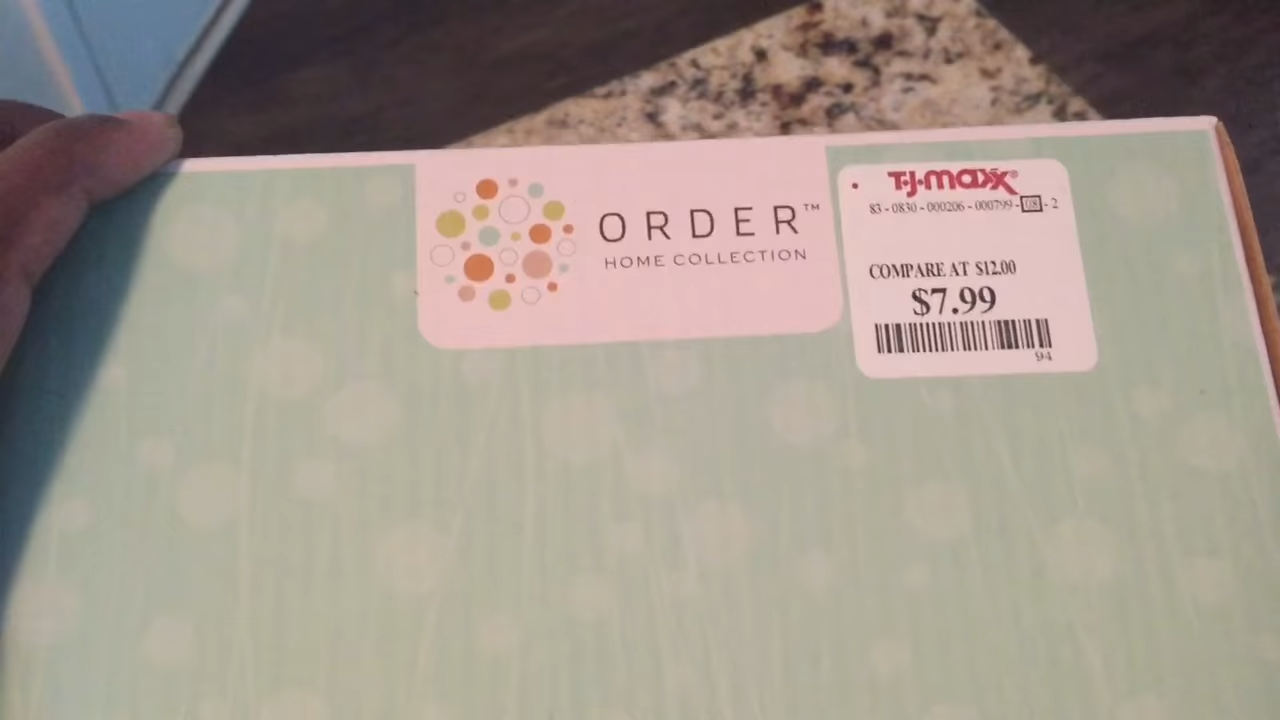 ORDER™
HOME COLLECTION
T·J·maxx®
83 - 0830 - 000206 - 000799 - 08 - 2
COMPARE AT $12.00
$7.99
94